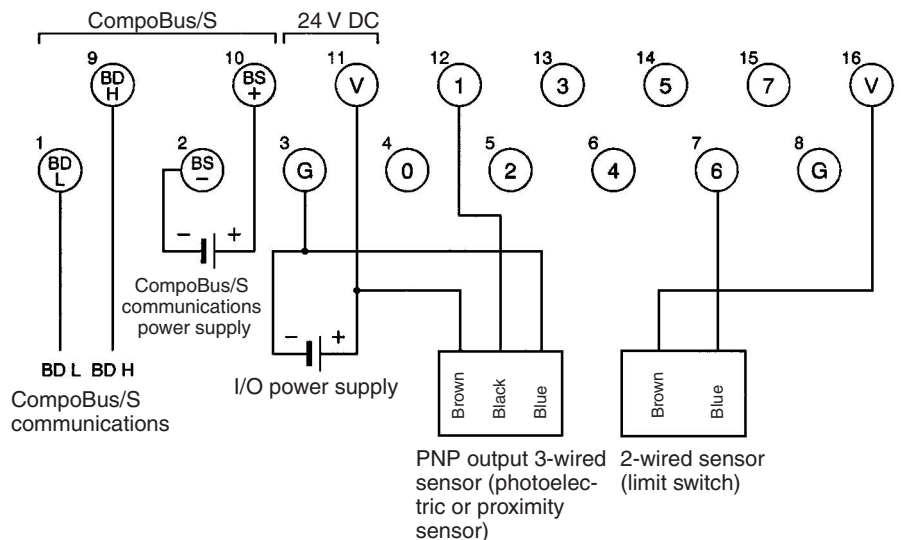 CompoBus/S
24 V DC
9
BD
H
10
BS
+
11
V
12
1
13
3
14
5
15
7
16
V
1
BD
L
2
BS
–
3
G
4
0
5
2
6
4
7
6
8
G
– +
CompoBus/S
communications
power supply
– +
I/O power supply
BD L BD H
CompoBus/S
communications
Brown
Black
Blue
Brown
Blue
PNP output 3-wired
sensor (photoelec-
tric or proximity
sensor)
2-wired sensor
(limit switch)